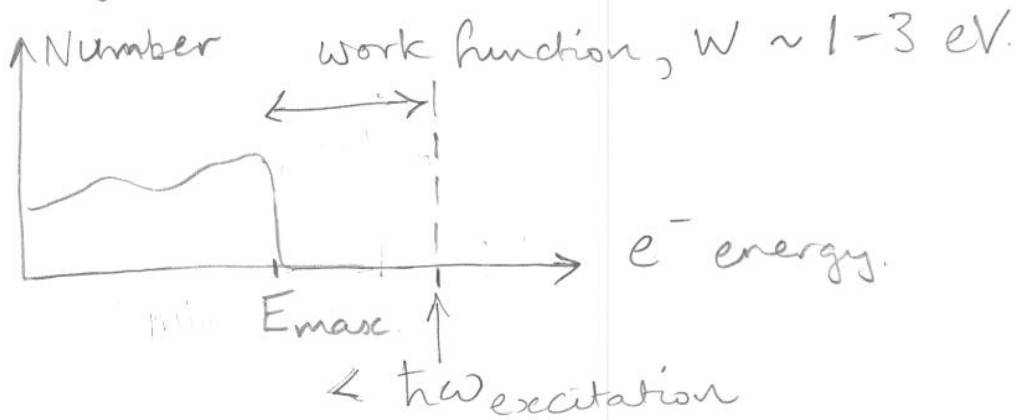 Number work function, W ~ 1-3 eV.
e⁻ energy.
Emax
< ħω excitation